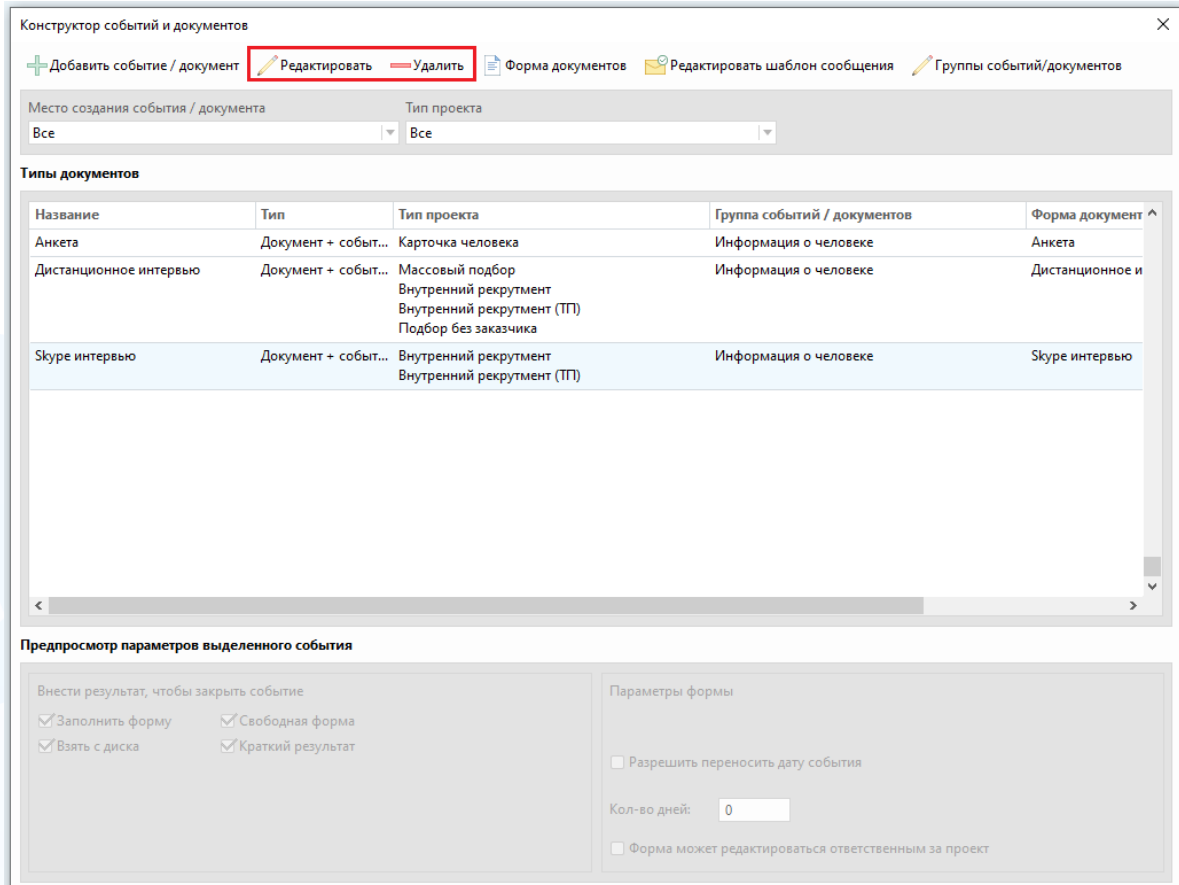 Конструктор событий и документов
Добавить событие / документ Редактировать Удалить Форма документов Редактировать шаблон сообщения Группы событий/документов
Место создания события / документа Тип проекта
Все Все
Типы документов
Название Тип Тип проекта Группа событий / документов Форма документ
Анкета Документ + событ... Карточка человека Информация о человеке Анкета
Дистанционное интервью Документ + событ... Массовый подбор Информация о человеке Дистанционное и
Внутренний рекрутмент
Внутренний рекрутмент (ТП)
Подбор без заказчика
Skype интервью Документ + событ... Внутренний рекрутмент Информация о человеке Skype интервью
Внутренний рекрутмент (ТП)
Предпросмотр параметров выделенного события
Внести результат, чтобы закрыть событие Параметры формы
Заполнить форму Свободная форма
Взять с диска Краткий результат
Разрешить переносить дату события
Кол-во дней: 0
Форма может редактироваться ответственным за проект